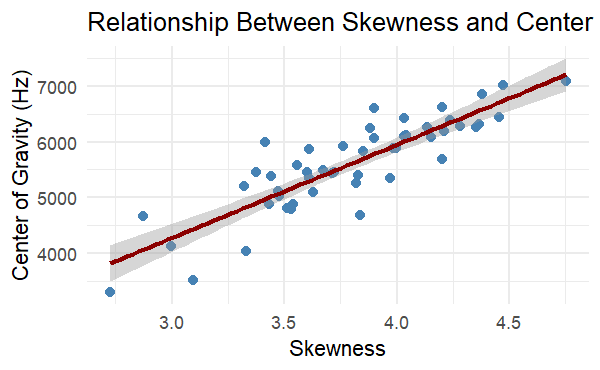 Relationship Between Skewness and Center
Center of Gravity (Hz)
7000
6000
5000
4000
3.0 3.5 4.0 4.5
Skewness